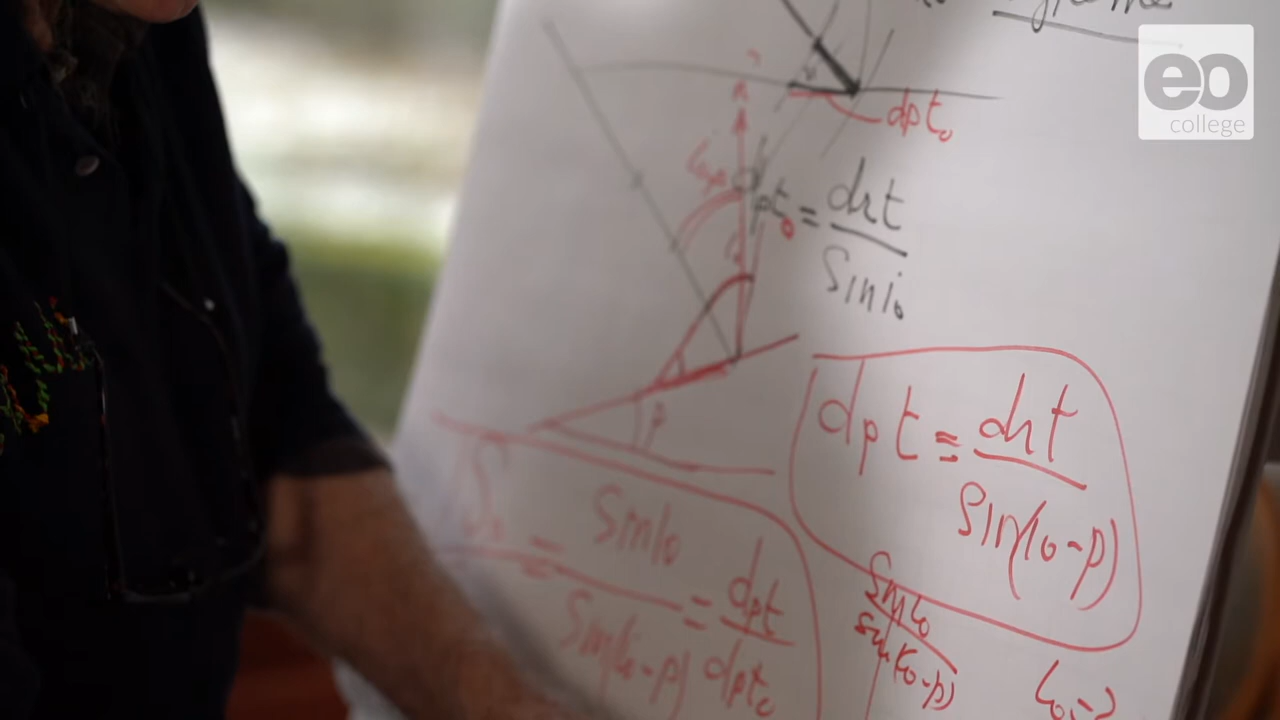 eo
college
dpt₀
dpt₀ = drt / Sin i₀
p
dpt = drt / Sin(i₀-p)
Sin i₀ / Sin(i₀-p) = dpt / dpt₀
Sin i₀ / sin(i₀-p)